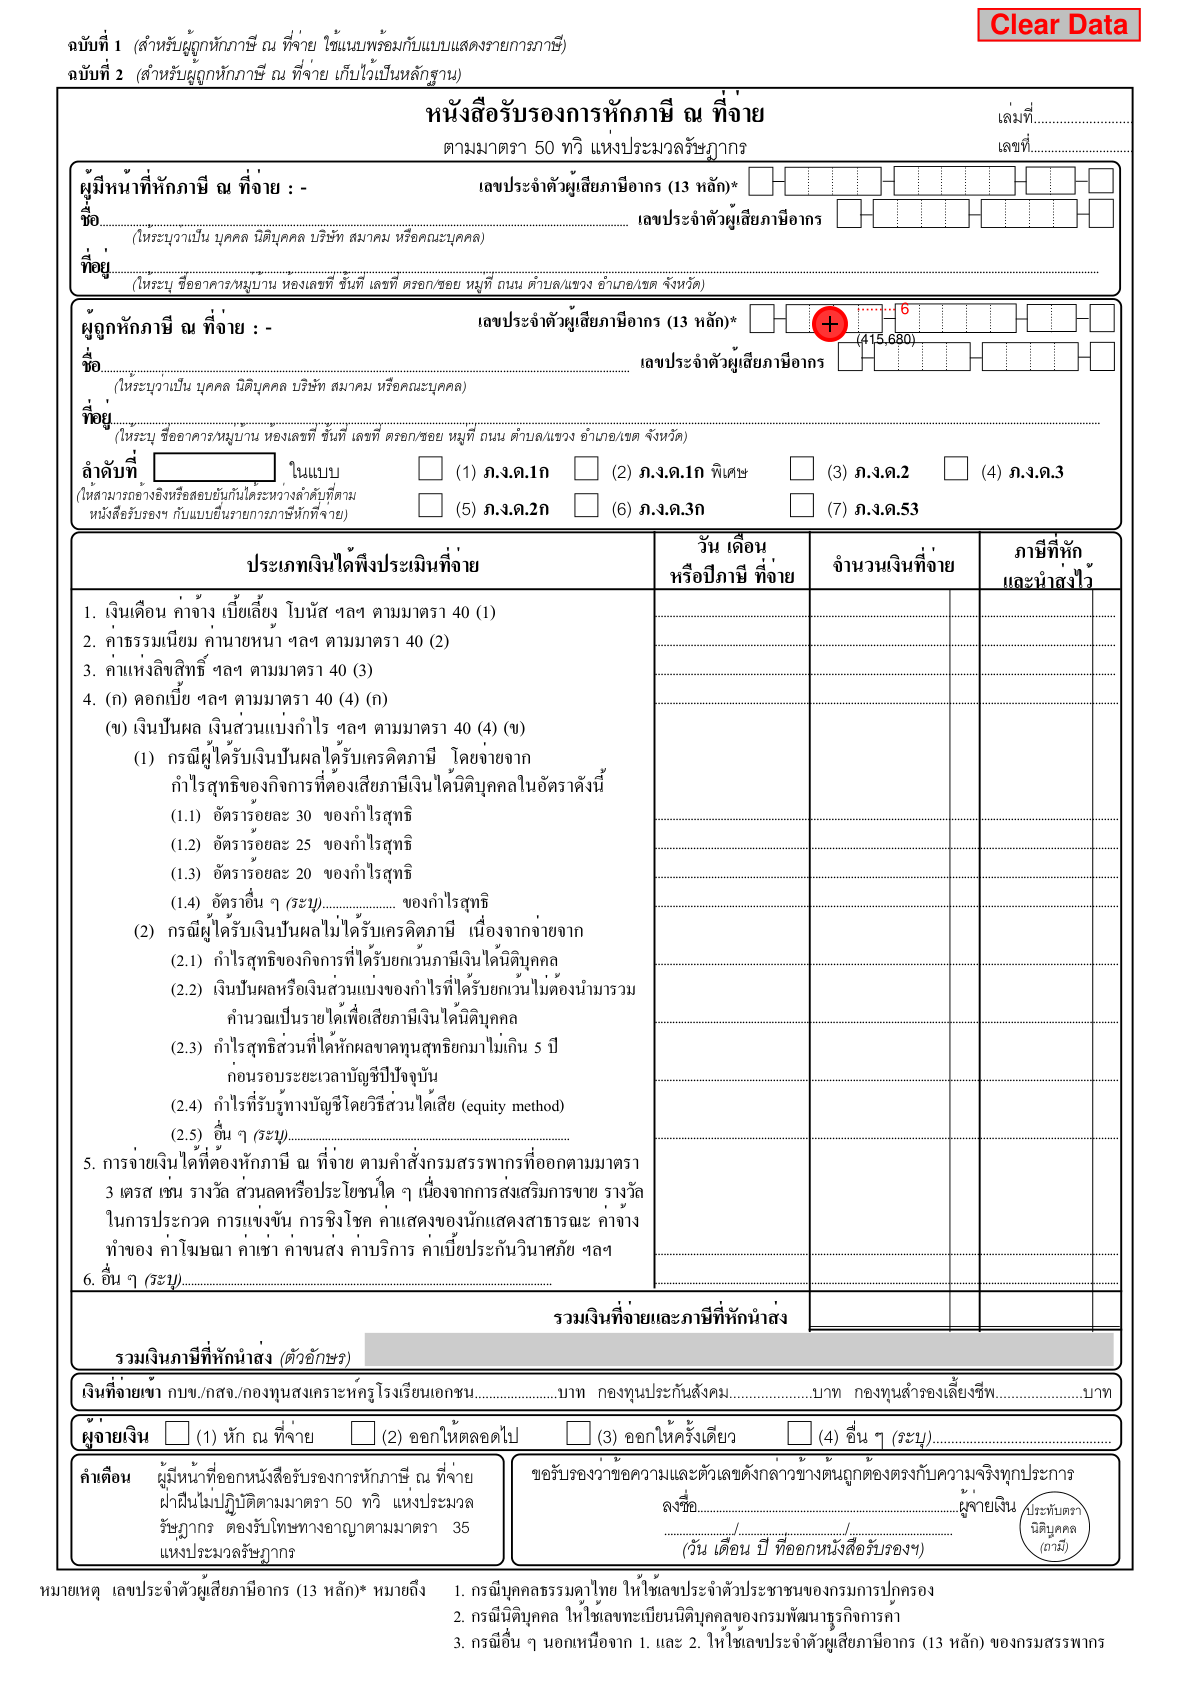 Clear Data
ฉบับที่ 1 (สำหรับผู้ถูกหักภาษี ณ ที่จ่าย ใช้แนบพร้อมกับแบบแสดงรายการภาษี)
ฉบับที่ 2 (สำหรับผู้ถูกหักภาษี ณ ที่จ่าย เก็บไว้เป็นหลักฐาน)
หนังสือรับรองการหักภาษี ณ ที่จ่าย
เล่มที่..........................
ตามมาตรา 50 ทวิ แห่งประมวลรัษฎากร
เลขที่..........................
ผู้มีหน้าที่หักภาษี ณ ที่จ่าย : -
เลขประจำตัวผู้เสียภาษีอากร (13 หลัก)*
ชื่อ..........................
เลขประจำตัวผู้เสียภาษีอากร
(ให้ระบุว่าเป็น บุคคล นิติบุคคล บริษัท สมาคม หรือคณะบุคคล)
ที่อยู่..........................
(ให้ระบุ ชื่ออาคาร/หมู่บ้าน ห้องเลขที่ ชั้นที่ เลขที่ ตรอก/ซอย หมู่ที่ ถนน ตำบล/แขวง อำเภอ/เขต จังหวัด)
ผู้ถูกหักภาษี ณ ที่จ่าย : -
เลขประจำตัวผู้เสียภาษีอากร (13 หลัก)*
6
(415,680)
ชื่อ..........................
เลขประจำตัวผู้เสียภาษีอากร
(ให้ระบุว่าเป็น บุคคล นิติบุคคล บริษัท สมาคม หรือคณะบุคคล)
ที่อยู่..........................
(ให้ระบุ ชื่ออาคาร/หมู่บ้าน ห้องเลขที่ ชั้นที่ เลขที่ ตรอก/ซอย หมู่ที่ ถนน ตำบล/แขวง อำเภอ/เขต จังหวัด)
ลำดับที่ ในแบบ
(1) ภ.ง.ด.1ก (2) ภ.ง.ด.1ก พิเศษ (3) ภ.ง.ด.2 (4) ภ.ง.ด.3
(ให้สามารถอ้างอิงหรือสอบยันกันได้ระหว่างลำดับที่ตาม
หนังสือรับรองฯ กับแบบยื่นรายการภาษีหักที่จ่าย)
(5) ภ.ง.ด.2ก (6) ภ.ง.ด.3ก (7) ภ.ง.ด.53
ประเภทเงินได้พึงประเมินที่จ่าย
วัน เดือน
หรือปีภาษี ที่จ่าย
จำนวนเงินที่จ่าย
ภาษีที่หัก
และนำส่งไว้
1. เงินเดือน ค่าจ้าง เบี้ยเลี้ยง โบนัส ฯลฯ ตามมาตรา 40 (1)
2. ค่าธรรมเนียม ค่านายหน้า ฯลฯ ตามมาตรา 40 (2)
3. ค่าแห่งลิขสิทธิ์ ฯลฯ ตามมาตรา 40 (3)
4. (ก) ดอกเบี้ย ฯลฯ ตามมาตรา 40 (4) (ก)
(ข) เงินปันผล เงินส่วนแบ่งกำไร ฯลฯ ตามมาตรา 40 (4) (ข)
(1) กรณีผู้ได้รับเงินปันผลได้รับเครดิตภาษี โดยจ่ายจาก
กำไรสุทธิของกิจการที่ต้องเสียภาษีเงินได้นิติบุคคลในอัตราดังนี้
(1.1) อัตราร้อยละ 30 ของกำไรสุทธิ
(1.2) อัตราร้อยละ 25 ของกำไรสุทธิ
(1.3) อัตราร้อยละ 20 ของกำไรสุทธิ
(1.4) อัตราอื่น ๆ (ระบุ)...................... ของกำไรสุทธิ
(2) กรณีผู้ได้รับเงินปันผลไม่ได้รับเครดิตภาษี เนื่องจากจ่ายจาก
(2.1) กำไรสุทธิของกิจการที่ได้รับยกเว้นภาษีเงินได้นิติบุคคล
(2.2) เงินปันผลหรือเงินส่วนแบ่งของกำไรที่ได้รับยกเว้นไม่ต้องนำมารวม
คำนวณเป็นรายได้เพื่อเสียภาษีเงินได้นิติบุคคล
(2.3) กำไรสุทธิส่วนที่ได้หักผลขาดทุนสุทธิยกมาไม่เกิน 5 ปี
ก่อนรอบระยะเวลาบัญชีปีปัจจุบัน
(2.4) กำไรที่รับรู้ทางบัญชีโดยวิธีส่วนได้เสีย (equity method)
(2.5) อื่น ๆ (ระบุ)..........................
5. การจ่ายเงินได้ที่ต้องหักภาษี ณ ที่จ่าย ตามคำสั่งกรมสรรพากรที่ออกตามมาตรา
3 เตรส เช่น รางวัล ส่วนลดหรือประโยชน์ใด ๆ เนื่องจากการส่งเสริมการขาย รางวัล
ในการประกวด การแข่งขัน การชิงโชค ค่าแสดงของนักแสดงสาธารณะ ค่าจ้าง
ทำของ ค่าโฆษณา ค่าเช่า ค่าขนส่ง ค่าบริการ ค่าเบี้ยประกันวินาศภัย ฯลฯ
6. อื่น ๆ (ระบุ)..........................
รวมเงินที่จ่ายและภาษีที่หักนำส่ง
รวมเงินภาษีที่หักนำส่ง (ตัวอักษร)
เงินที่จ่ายเข้า กบข./กสจ./กองทุนสงเคราะห์ครูโรงเรียนเอกชน......................บาท กองทุนประกันสังคม......................บาท กองทุนสำรองเลี้ยงชีพ......................บาท
ผู้จ่ายเงิน (1) หัก ณ ที่จ่าย (2) ออกให้ตลอดไป (3) ออกให้ครั้งเดียว (4) อื่น ๆ (ระบุ)..........................
คำเตือน ผู้มีหน้าที่ออกหนังสือรับรองการหักภาษี ณ ที่จ่าย
ฝ่าฝืนไม่ปฏิบัติตามมาตรา 50 ทวิ แห่งประมวล
รัษฎากร ต้องรับโทษทางอาญาตามมาตรา 35
แห่งประมวลรัษฎากร
ขอรับรองว่าข้อความและตัวเลขดังกล่าวข้างต้นถูกต้องตรงกับความจริงทุกประการ
ลงชื่อ..........................ผู้จ่ายเงิน
................../........................../..........................
(วัน เดือน ปี ที่ออกหนังสือรับรองฯ)
ประทับตรา
นิติบุคคล
(ถ้ามี)
หมายเหตุ เลขประจำตัวผู้เสียภาษีอากร (13 หลัก)* หมายถึง 1. กรณีบุคคลธรรมดาไทย ให้ใช้เลขประจำตัวประชาชนของกรมการปกครอง
2. กรณีนิติบุคคล ให้ใช้เลขทะเบียนนิติบุคคลของกรมพัฒนาธุรกิจการค้า
3. กรณีอื่น ๆ นอกเหนือจาก 1. และ 2. ให้ใช้เลขประจำตัวผู้เสียภาษีอากร (13 หลัก) ของกรมสรรพากร